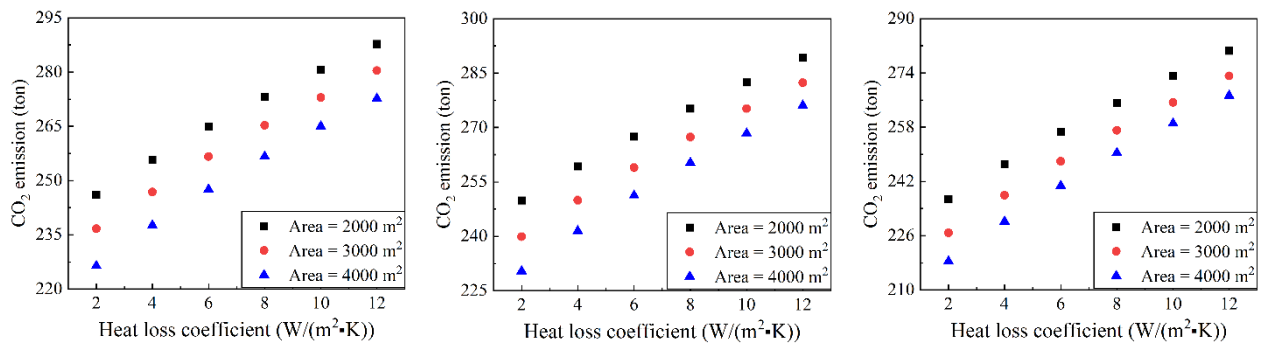 295
280
265
250
235
220
CO₂ emission (ton)
Area = 2000 m²
Area = 3000 m²
Area = 4000 m²
2 4 6 8 10 12
Heat loss coefficient (W/(m²▪K))
300
285
270
255
240
225
CO₂ emission (ton)
Area = 2000 m²
Area = 3000 m²
Area = 4000 m²
2 4 6 8 10 12
Heat loss coefficient (W/(m²▪K))
290
274
258
242
226
210
CO₂ emission (ton)
Area = 2000 m²
Area = 3000 m²
Area = 4000 m²
2 4 6 8 10 12
Heat loss coefficient (W/(m²▪K))